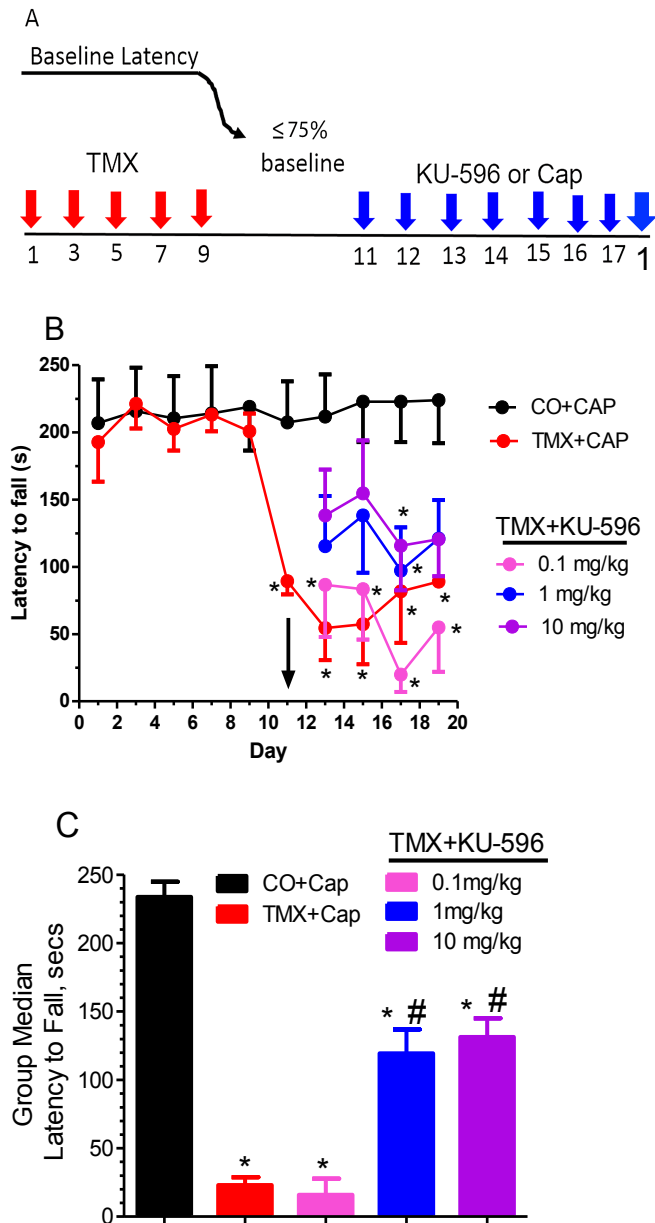 A
Baseline Latency
≤75%
baseline
TMX
KU-596 or Cap
1 3 5 7 9 11 12 13 14 15 16 17 1
B
250
200
150
100
50
0
Latency to fall (s)
* * * * * * * * * * *
0 2 4 6 8 10 12 14 16 18 20
Day
CO+CAP
TMX+CAP
TMX+KU-596
0.1 mg/kg
1 mg/kg
10 mg/kg
C
250
200
150
100
50
0
Group Median
Latency to Fall, secs
CO+Cap
TMX+Cap
TMX+KU-596
0.1mg/kg
1mg/kg
10 mg/kg
* * * # * #